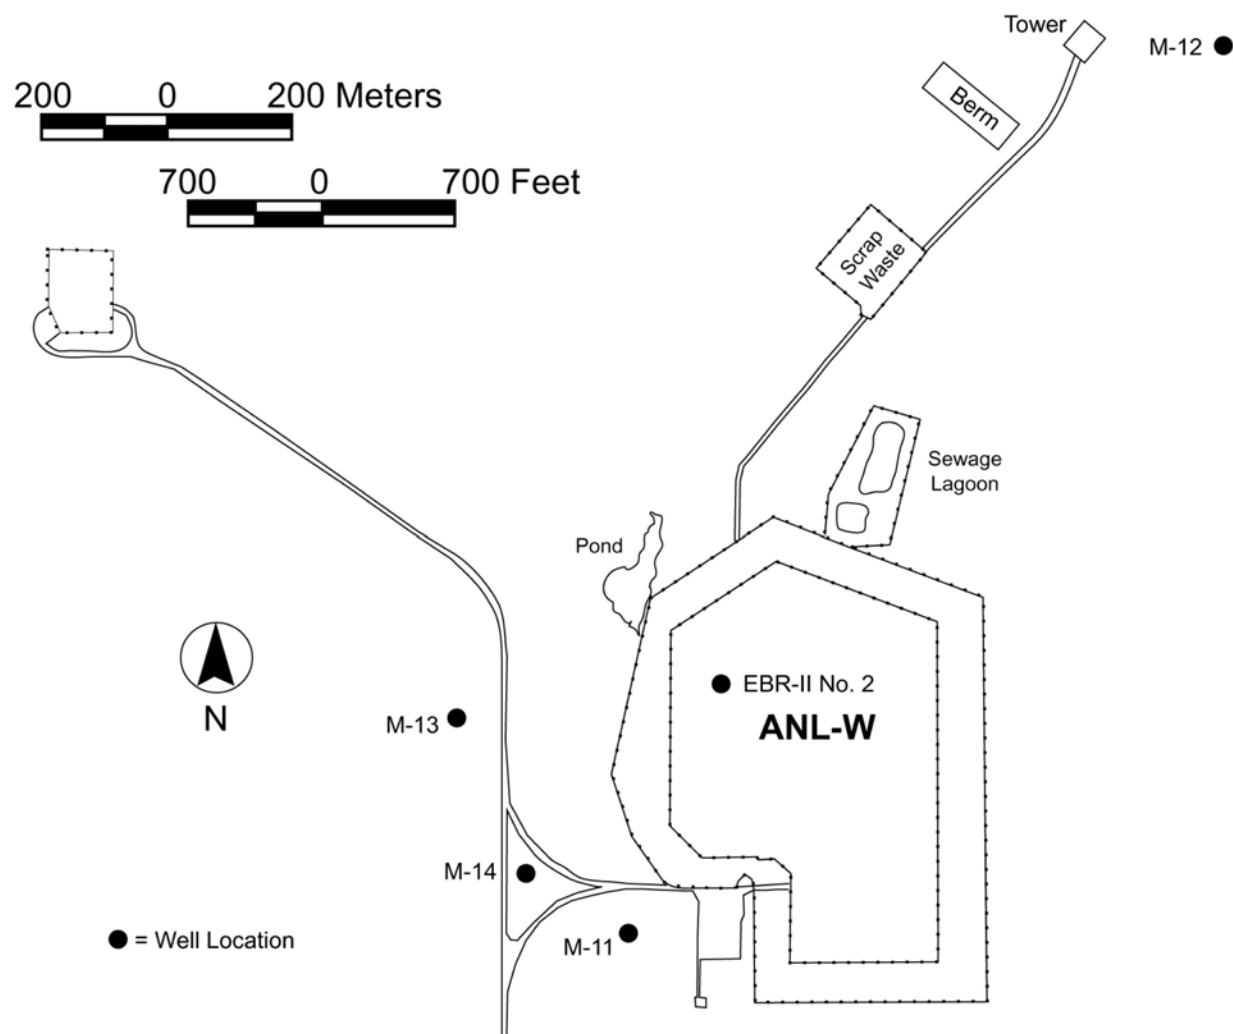 Tower
M-12
200 0 200 Meters
Berm
700 0 700 Feet
Scrap
Waste
Sewage
Lagoon
Pond
EBR-II No. 2
ANL-W
M-13
N
M-14
= Well Location
M-11